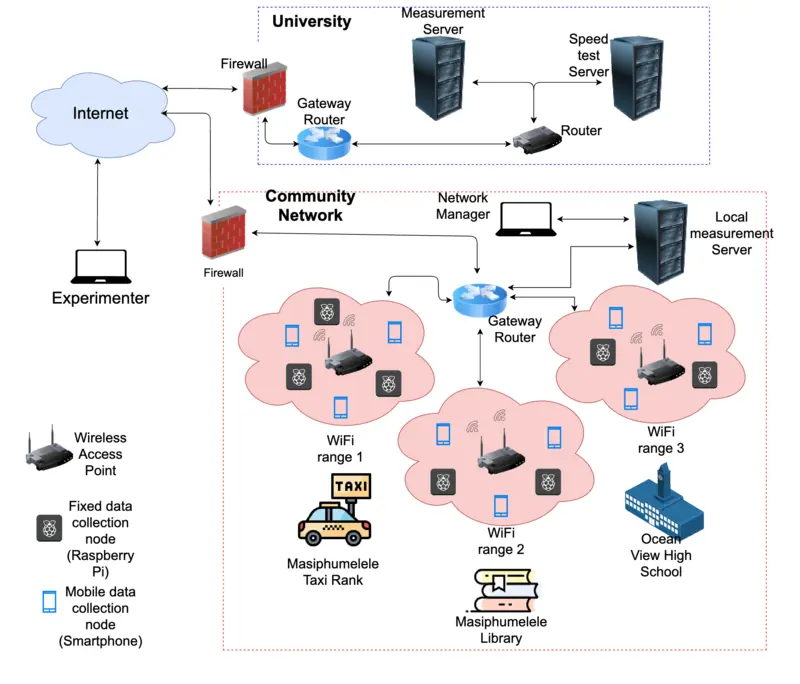 University
Measurement
Server
Speed
test
Server
Firewall
Gateway
Router
Router
Internet
Community
Network
Network
Manager
Local
measurement
Server
Firewall
Experimenter
Gateway
Router
WiFi
range 1
WiFi
range 3
WiFi
range 2
Wireless
Access
Point
TAXI
Masiphumelele
Taxi Rank
Ocean
View High
School
Fixed data
collection
node
(Raspberry
Pi)
Mobile data
collection
node
(Smartphone)
Masiphumelele
Library